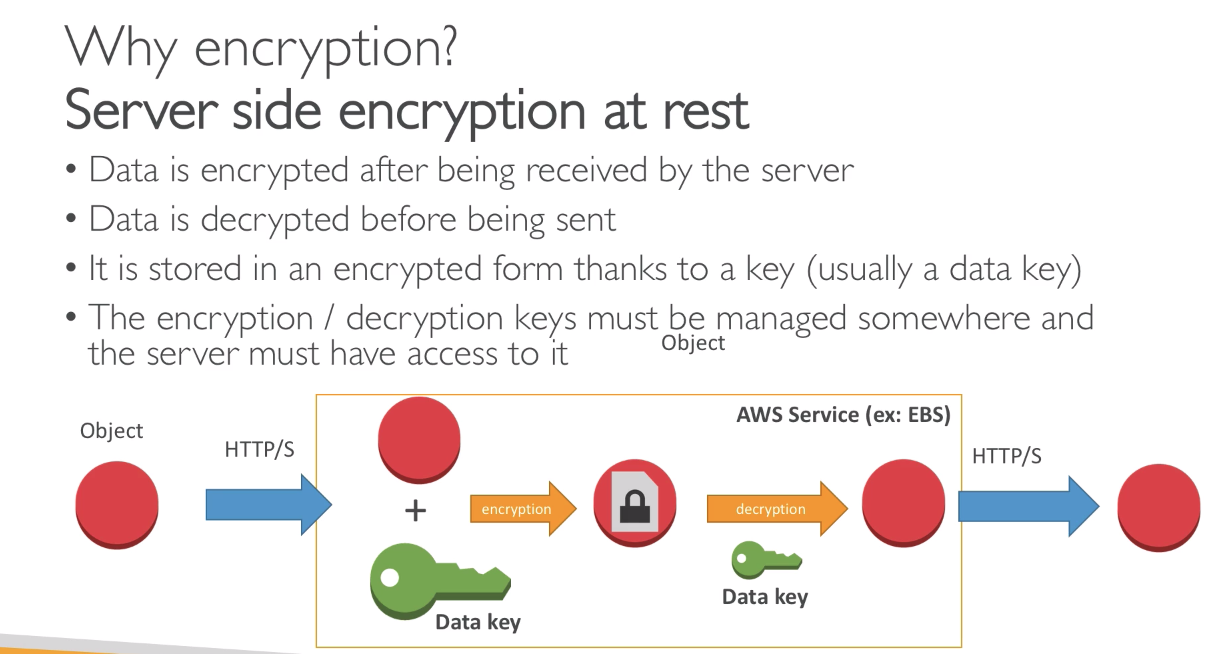 Why encryption?
Server side encryption at rest
• Data is encrypted after being received by the server
• Data is decrypted before being sent
• It is stored in an encrypted form thanks to a key (usually a data key)
• The encryption / decryption keys must be managed somewhere and
the server must have access to it
Object
AWS Service (ex: EBS)
Object
HTTP/S
HTTP/S
+
encryption
decryption
Data key
Data key